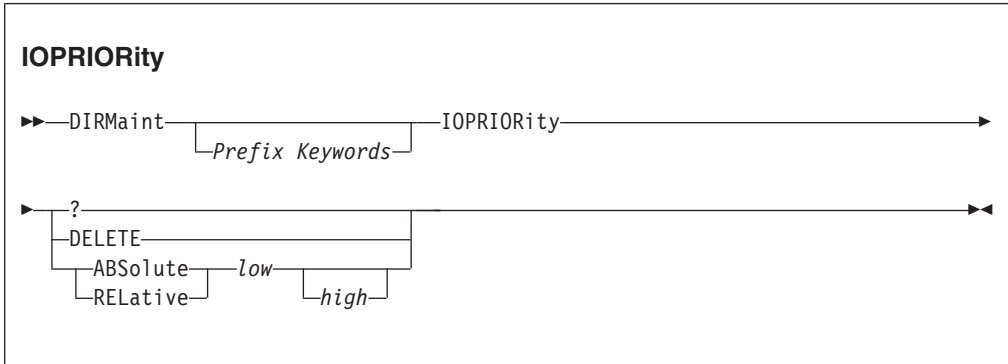 IOPRIORity
DIRMaint IOPRIORity
Prefix Keywords
?
DELETE
ABSolute low
RELative high